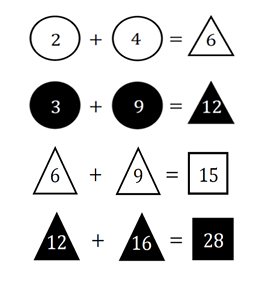 2 + 4 = 6
3 + 9 = 12
6 + 9 = 15
12 + 16 = 28